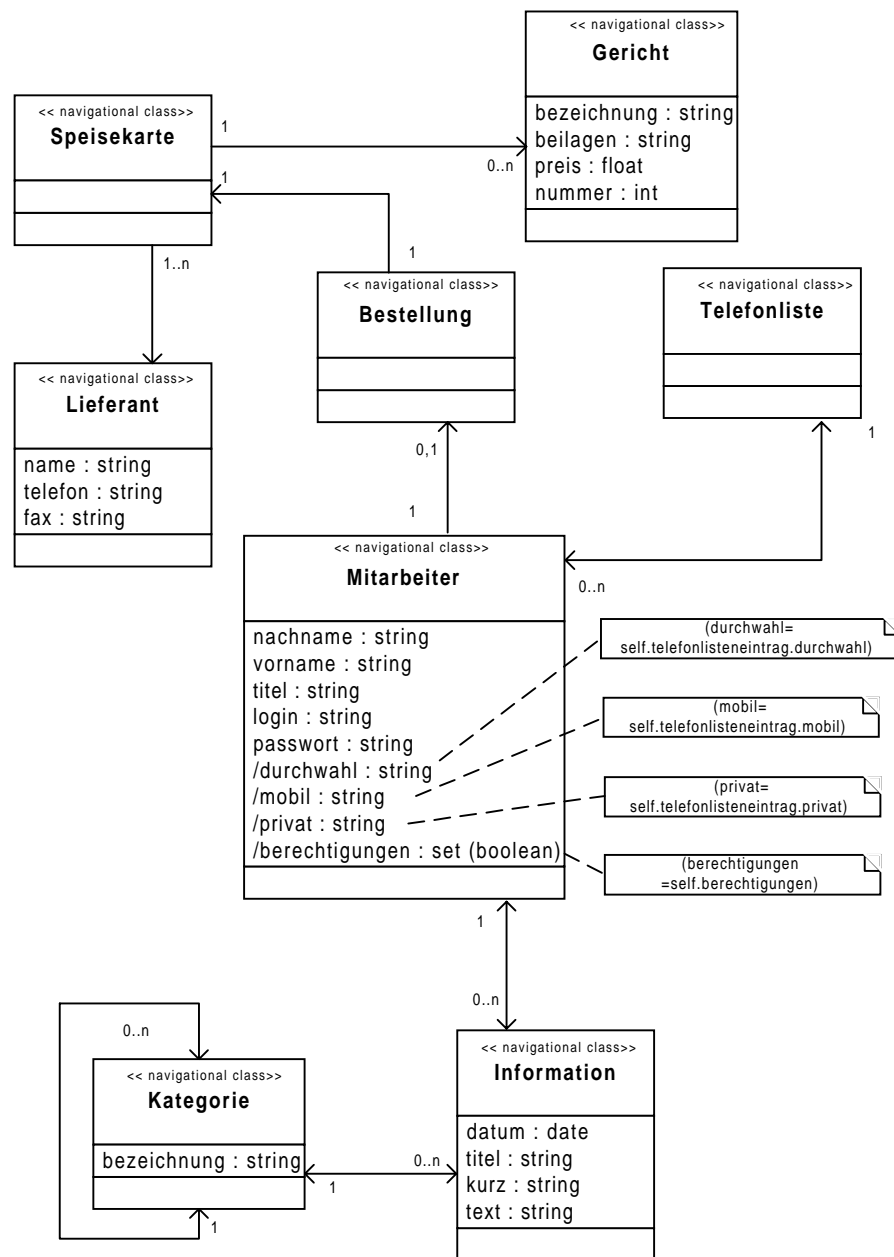 << navigational class>>
Gericht
bezeichnung : string
beilagen : string
preis : float
nummer : int
<< navigational class>>
Speisekarte
1
0..n
1
1
1..n
<< navigational class>>
Bestellung
<< navigational class>>
Telefonliste
<< navigational class>>
Lieferant
name : string
telefon : string
fax : string
0,1
1
1
0..n
<< navigational class>>
Mitarbeiter
nachname : string
vorname : string
titel : string
login : string
passwort : string
/durchwahl : string
/mobil : string
/privat : string
/berechtigungen : set (boolean)
(durchwahl=
self.telefonlisteneintrag.durchwahl)
(mobil=
self.telefonlisteneintrag.mobil)
(privat=
self.telefonlisteneintrag.privat)
(berechtigungen
=self.berechtigungen)
1
0..n
0..n
<< navigational class>>
Kategorie
bezeichnung : string
1
1
0..n
<< navigational class>>
Information
datum : date
titel : string
kurz : string
text : string